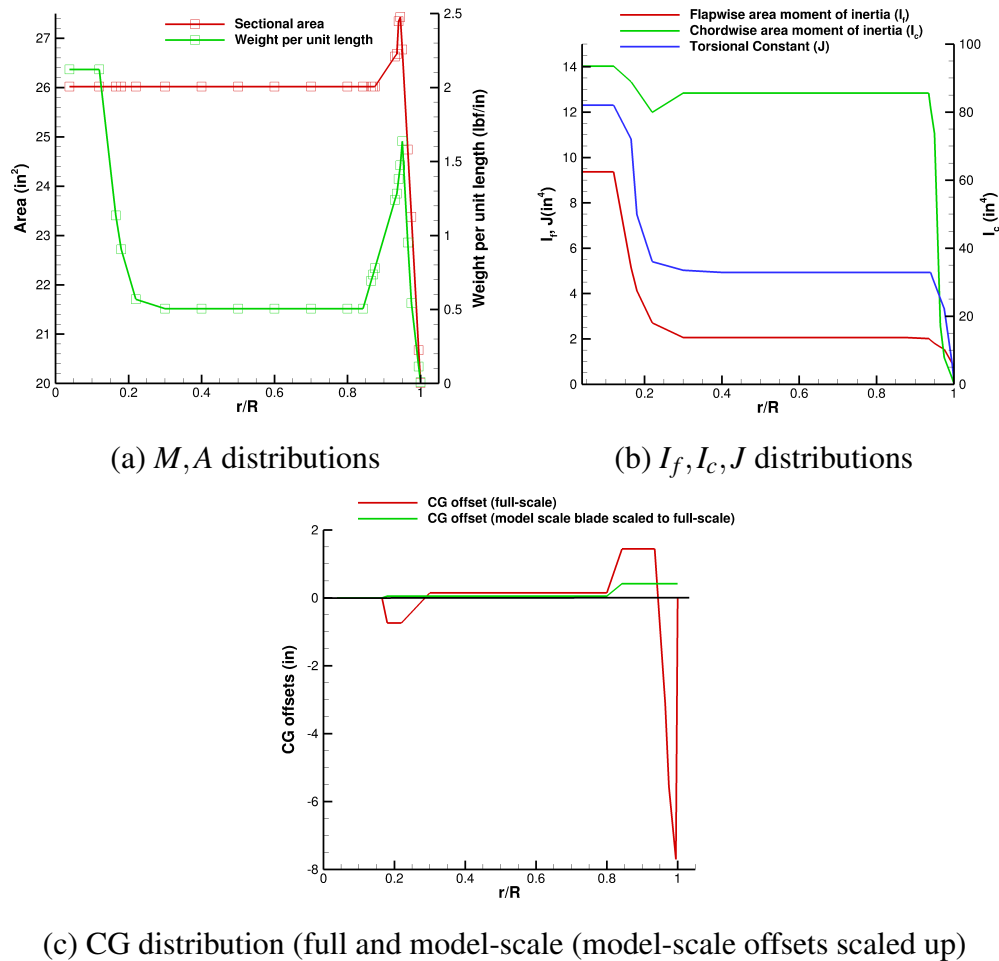 Sectional area
Weight per unit length
Area (in²)
27
26
25
24
23
22
21
20
2.5
2
1.5
1
0.5
0
Weight per unit length (lbf/in)
0 0.2 0.4 0.6 0.8 1
r/R
(a) M, A distributions
Flapwise area moment of inertia (I_f)
Chordwise area moment of inertia (I_c)
Torsional Constant (J)
I_f, J(in⁴)
14
12
10
8
6
4
2
0
100
80
60
40
20
0
I_c (in⁴)
0.2 0.4 0.6 0.8 1
r/R
(b) I_f, I_c, J distributions
CG offset (full-scale)
CG offset (model scale blade scaled to full-scale)
CG offsets (in)
2
0
-2
-4
-6
-8
0 0.2 0.4 0.6 0.8 1
r/R
(c) CG distribution (full and model-scale (model-scale offsets scaled up)